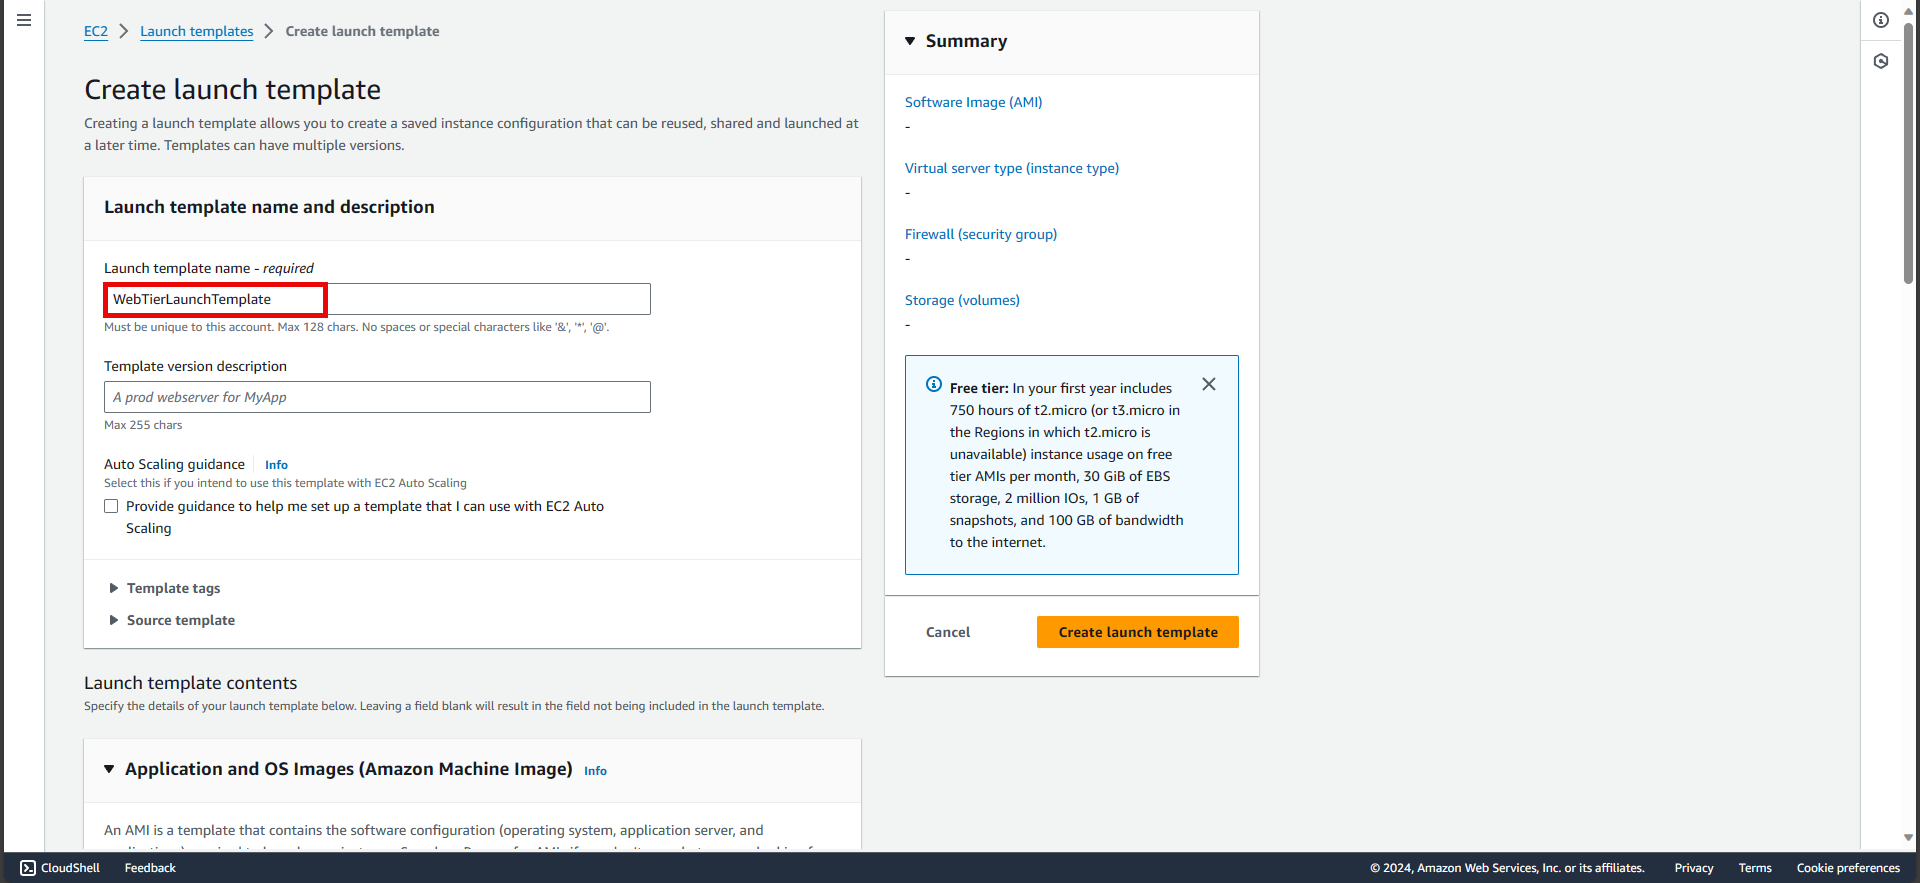 EC2 > Launch templates > Create launch template
Create launch template
Creating a launch template allows you to create a saved instance configuration that can be reused, shared and launched at
a later time. Templates can have multiple versions.
Launch template name and description
Launch template name - required
WebTierLaunchTemplate
Must be unique to this account. Max 128 chars. No spaces or special characters like '&', '*', '@'.
Template version description
A prod webserver for MyApp
Max 255 chars
Auto Scaling guidance Info
Select this if you intend to use this template with EC2 Auto Scaling
Provide guidance to help me set up a template that I can use with EC2 Auto
Scaling
Template tags
Source template
Launch template contents
Specify the details of your launch template below. Leaving a field blank will result in the field not being included in the launch template.
Application and OS Images (Amazon Machine Image) Info
An AMI is a template that contains the software configuration (operating system, application server, and
Summary
Software Image (AMI)
-
Virtual server type (instance type)
-
Firewall (security group)
-
Storage (volumes)
-
Free tier: In your first year includes
750 hours of t2.micro (or t3.micro in
the Regions in which t2.micro is
unavailable) instance usage on free
tier AMIs per month, 30 GiB of EBS
storage, 2 million IOs, 1 GB of
snapshots, and 100 GB of bandwidth
to the internet.
Cancel
Create launch template
CloudShell Feedback
© 2024, Amazon Web Services, Inc. or its affiliates. Privacy Terms Cookie preferences